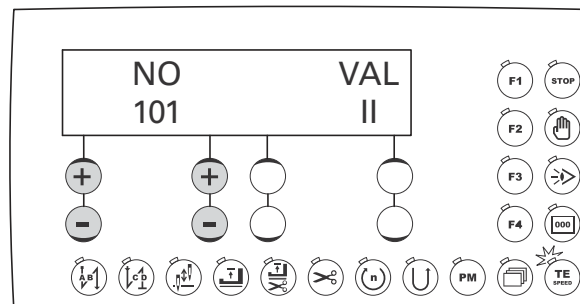 NO VAL
101 II
F1 STOP
F2
+ + F3
- - F4 000
A B C D n PM TE SPEED